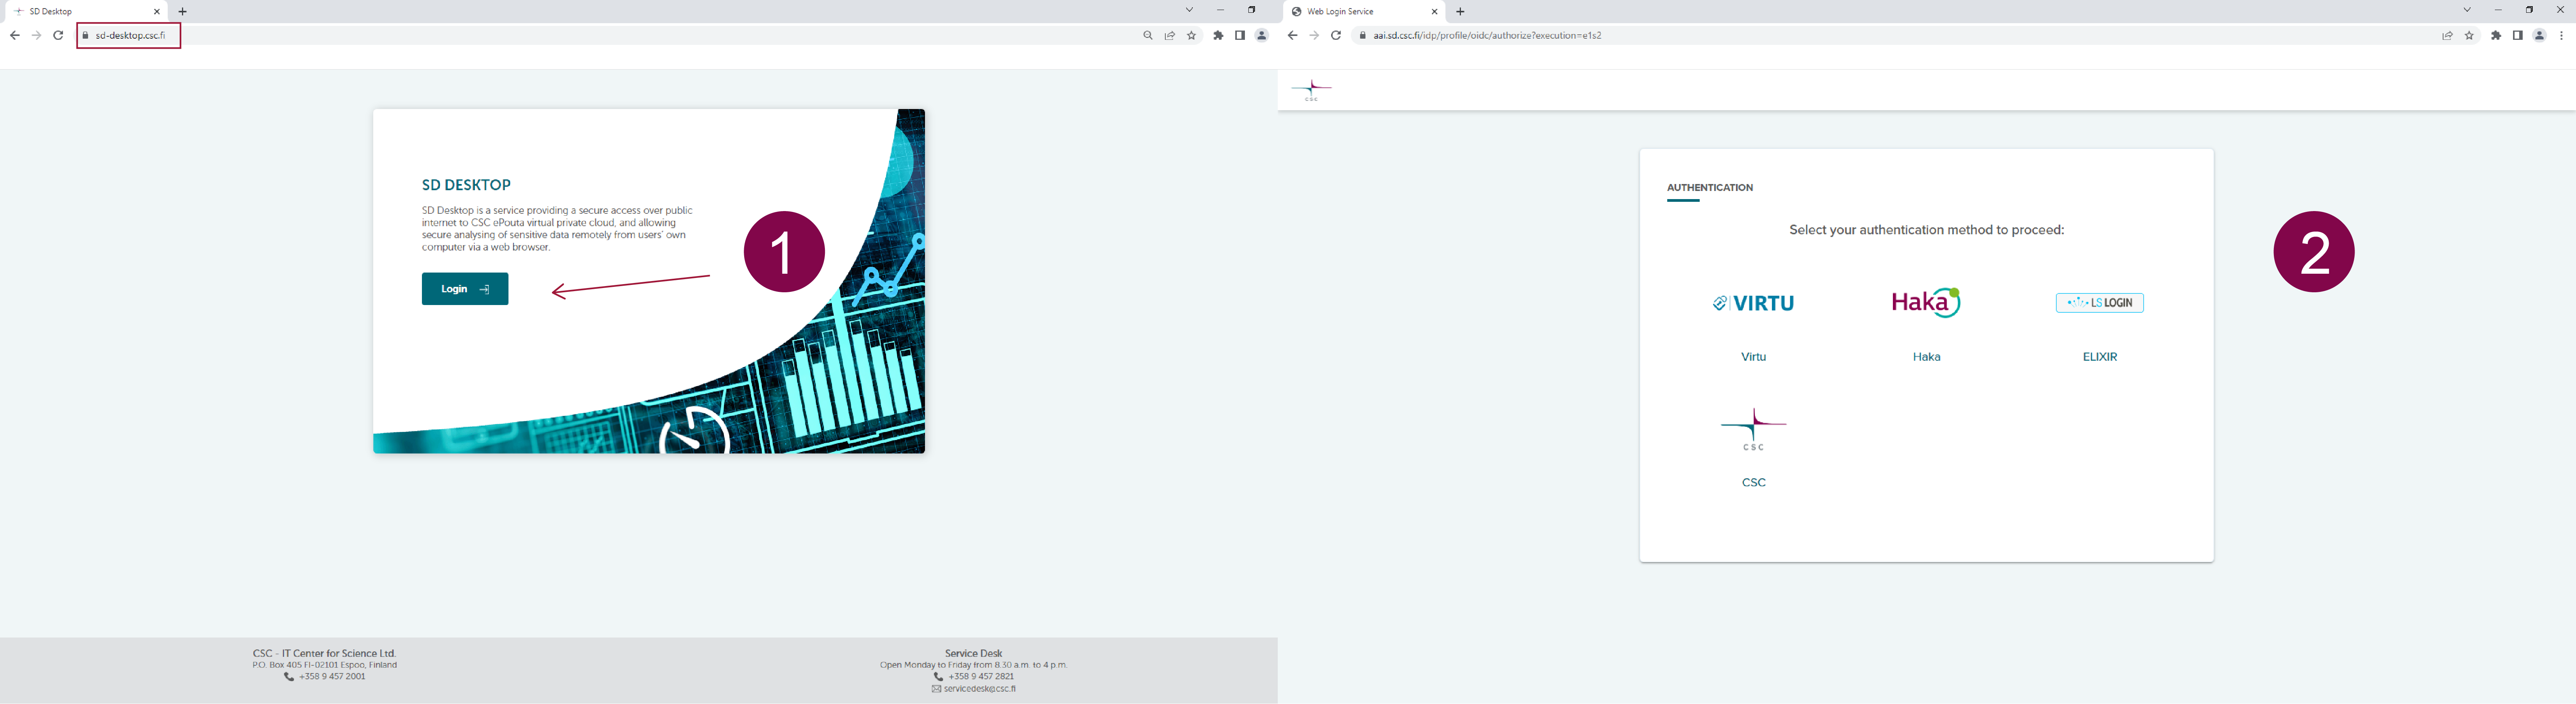 SD Desktop
sd-desktop.csc.fi
SD DESKTOP
SD Desktop is a service providing a secure access over public
internet to CSC ePouta virtual private cloud, and allowing
secure analysing of sensitive data remotely from users' own
computer via a web browser.
Login
1
CSC - IT Center for Science Ltd.
P.O. Box 405 FI-02101 Espoo, Finland
+358 9 457 2001
Service Desk
Open Monday to Friday from 8.30 a.m. to 4 p.m.
+358 9 457 2821
servicedesk@csc.fi
Web Login Service
aai.sd.csc.fi/idp/profile/oidc/authorize?execution=e1s2
CSC
AUTHENTICATION
Select your authentication method to proceed:
VIRTU
Haka
LS LOGIN
Virtu
Haka
ELIXIR
CSC
CSC
2